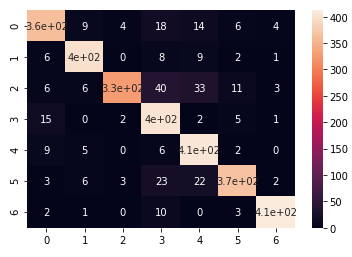 0 3.6e+02 9 4 18 14 6 4
1 6 4e+02 0 8 9 2 1
2 6 6 3.3e+02 40 33 11 3
3 15 0 2 4e+02 2 5 1
4 9 5 0 6 4.1e+02 2 0
5 3 6 3 23 22 3.7e+02 2
6 2 1 0 10 0 3 4.1e+02
0 1 2 3 4 5 6
400
350
300
250
200
150
100
50
0